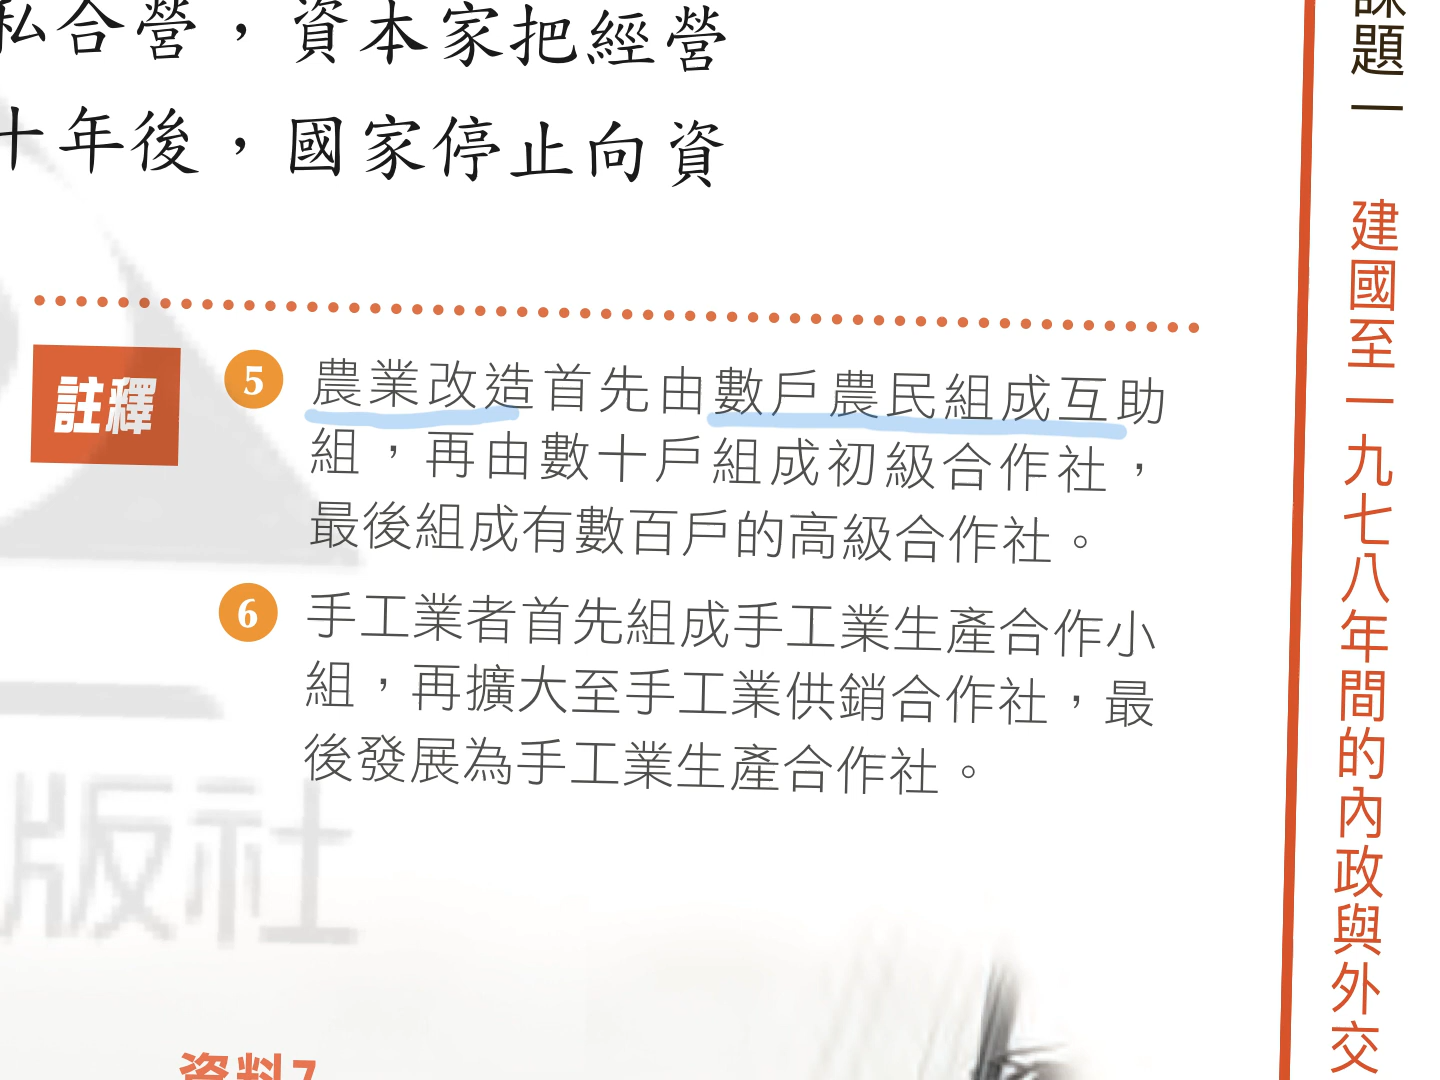 私合營，資本家把經營
十年後，國家停止向資
註釋
5 農業改造首先由數戶農民組成互助
組，再由數十戶組成初級合作社，
最後組成有數百戶的高級合作社。
6 手工業者首先組成手工業生產合作小
組，再擴大至手工業供銷合作社，最
後發展為手工業生產合作社。
版社
資料7
課題一 建國至一九七八年間的內政與外交